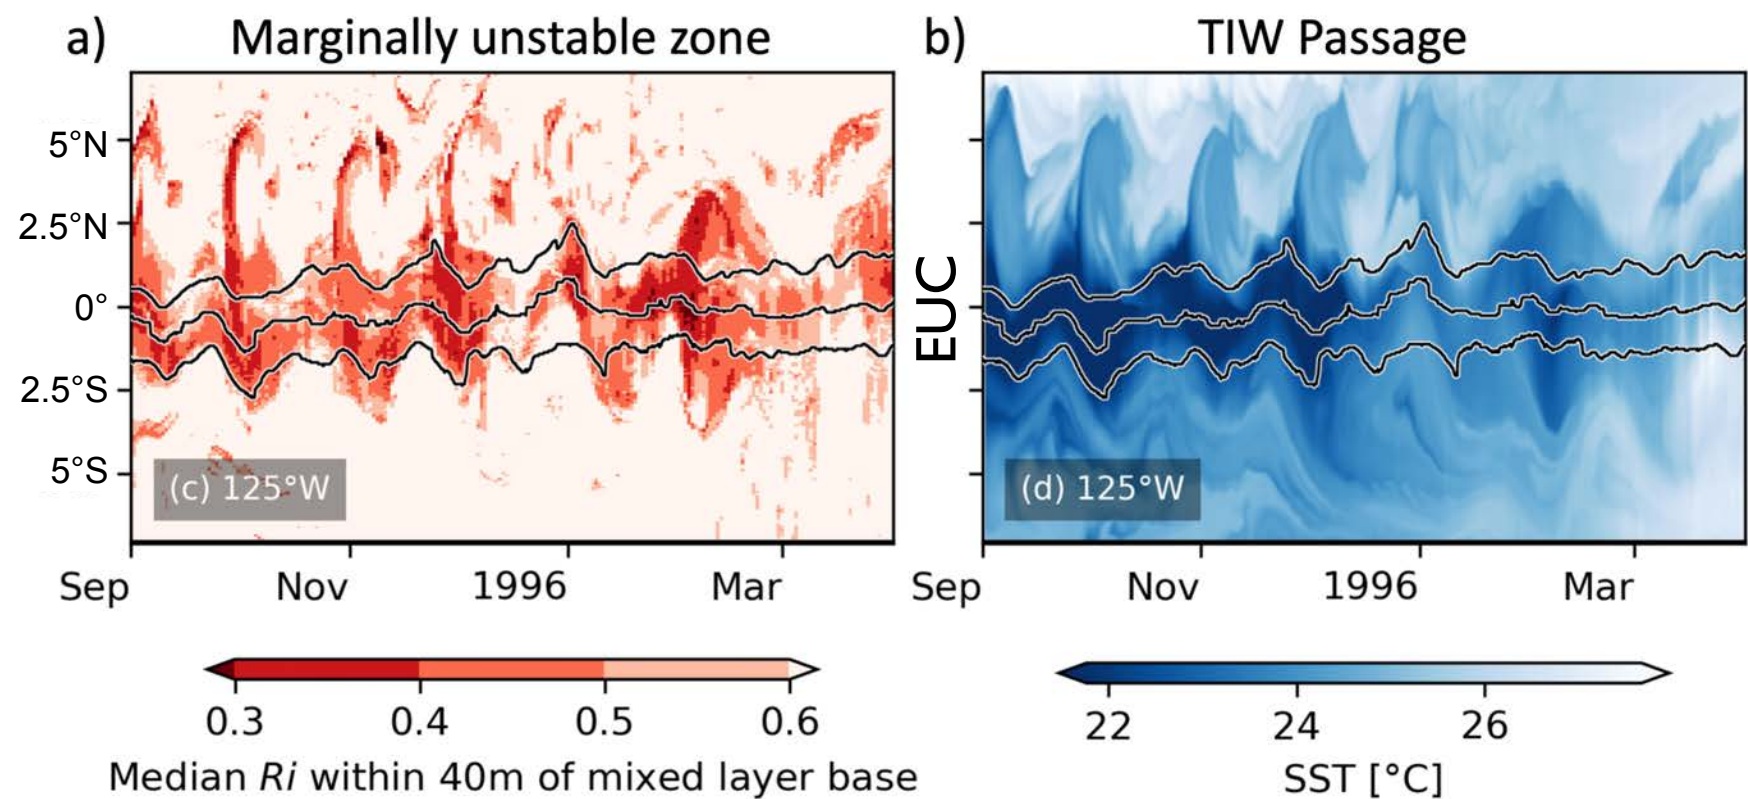 a) Marginally unstable zone
b) TIW Passage
5°N
2.5°N
0°
2.5°S
5°S
EUC
(c) 125°W
(d) 125°W
Sep Nov 1996 Mar
Sep Nov 1996 Mar
0.3 0.4 0.5 0.6
Median Ri within 40m of mixed layer base
22 24 26
SST [°C]